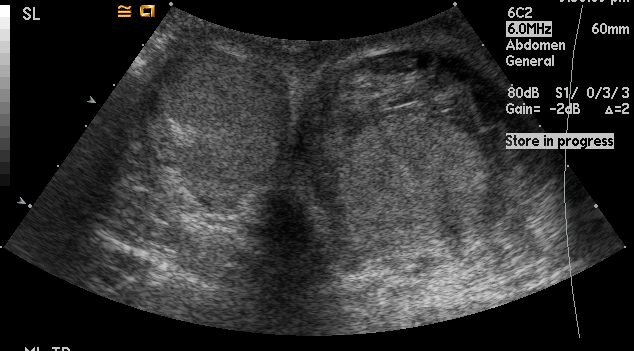 SL
6C2
6.0MHz 60mm
Abdomen
General
80dB S1/ 0/3/3
Gain= -2dB Δ=2
Store in progress